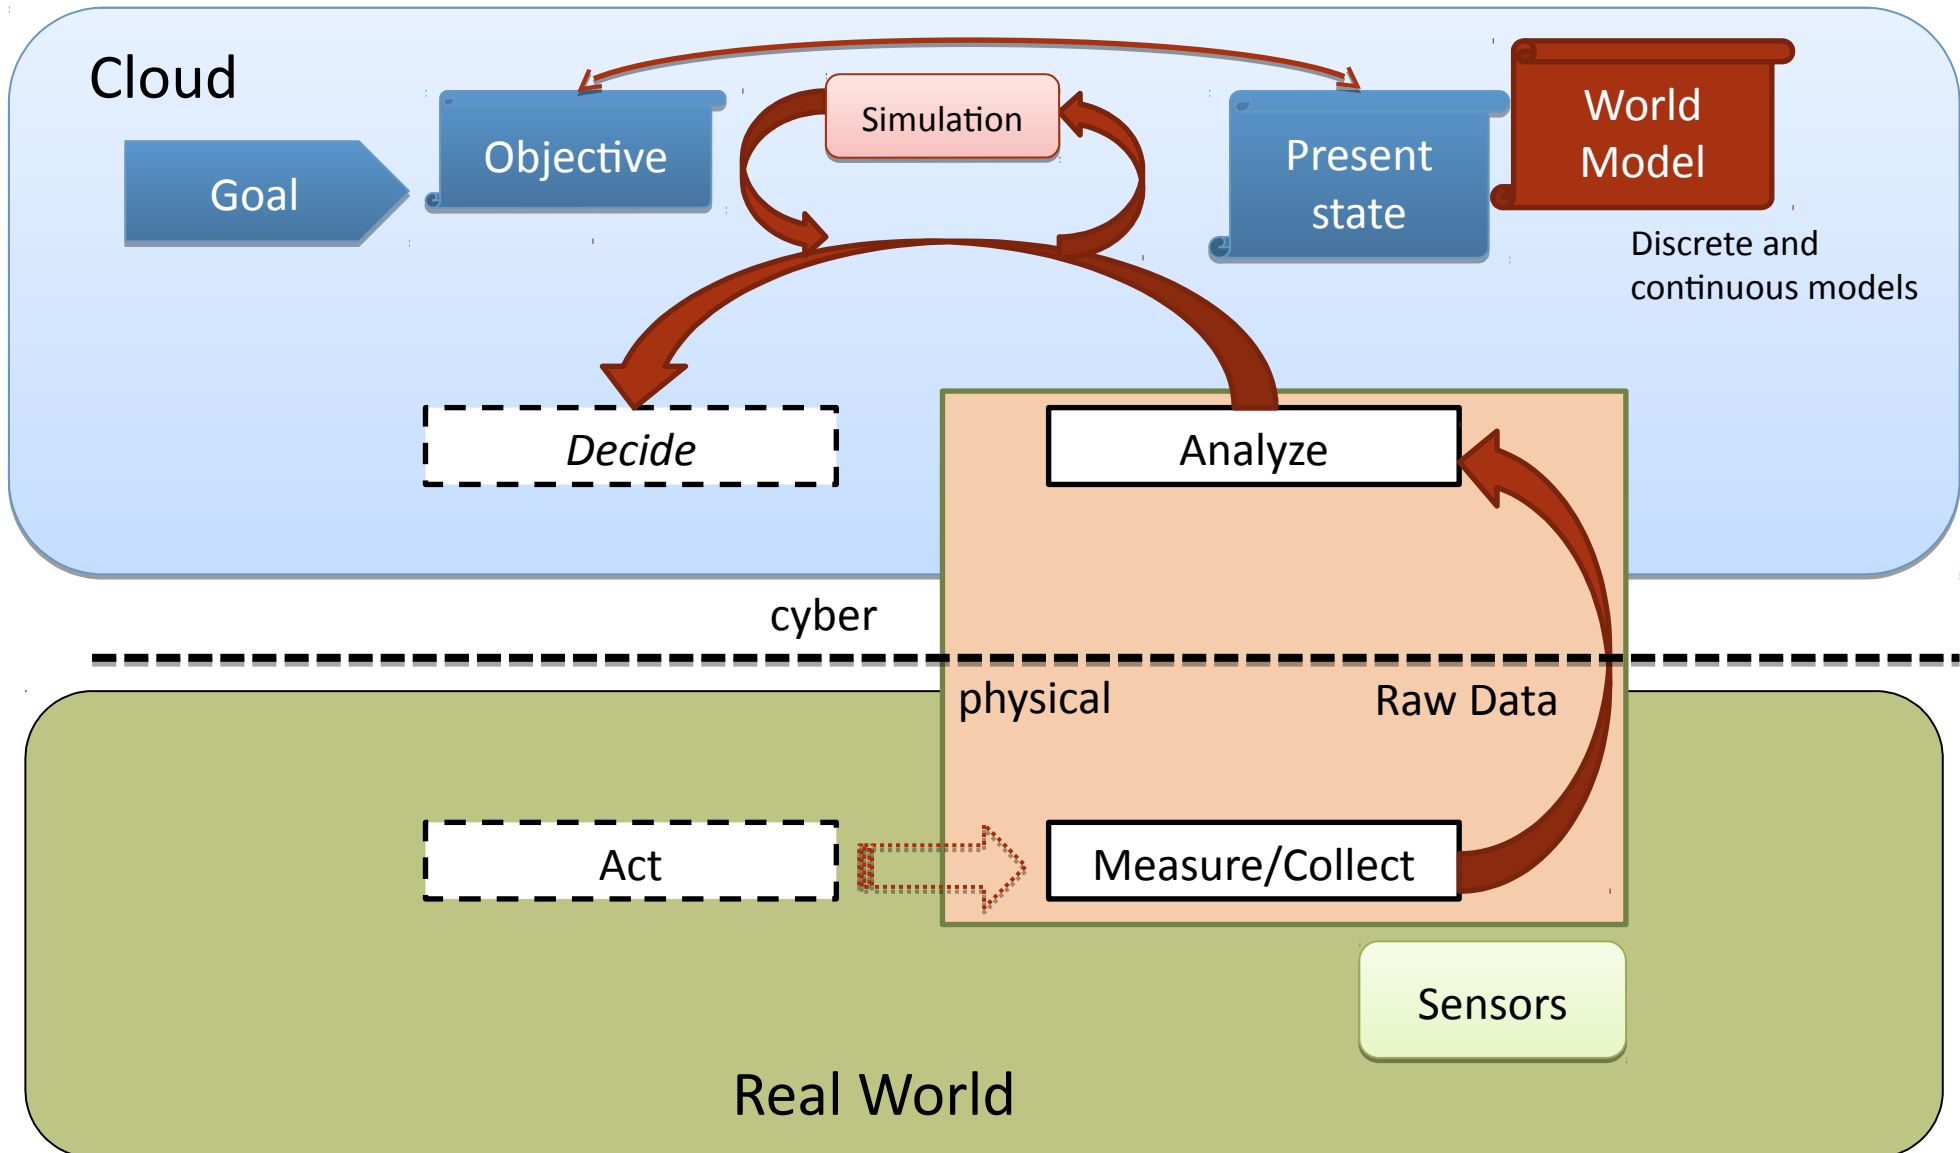 Cloud
Goal
Objective
Simulation
Present
state
World
Model
Discrete and
continuous models
Decide
Analyze
cyber
physical
Raw Data
Act
Measure/Collect
Sensors
Real World